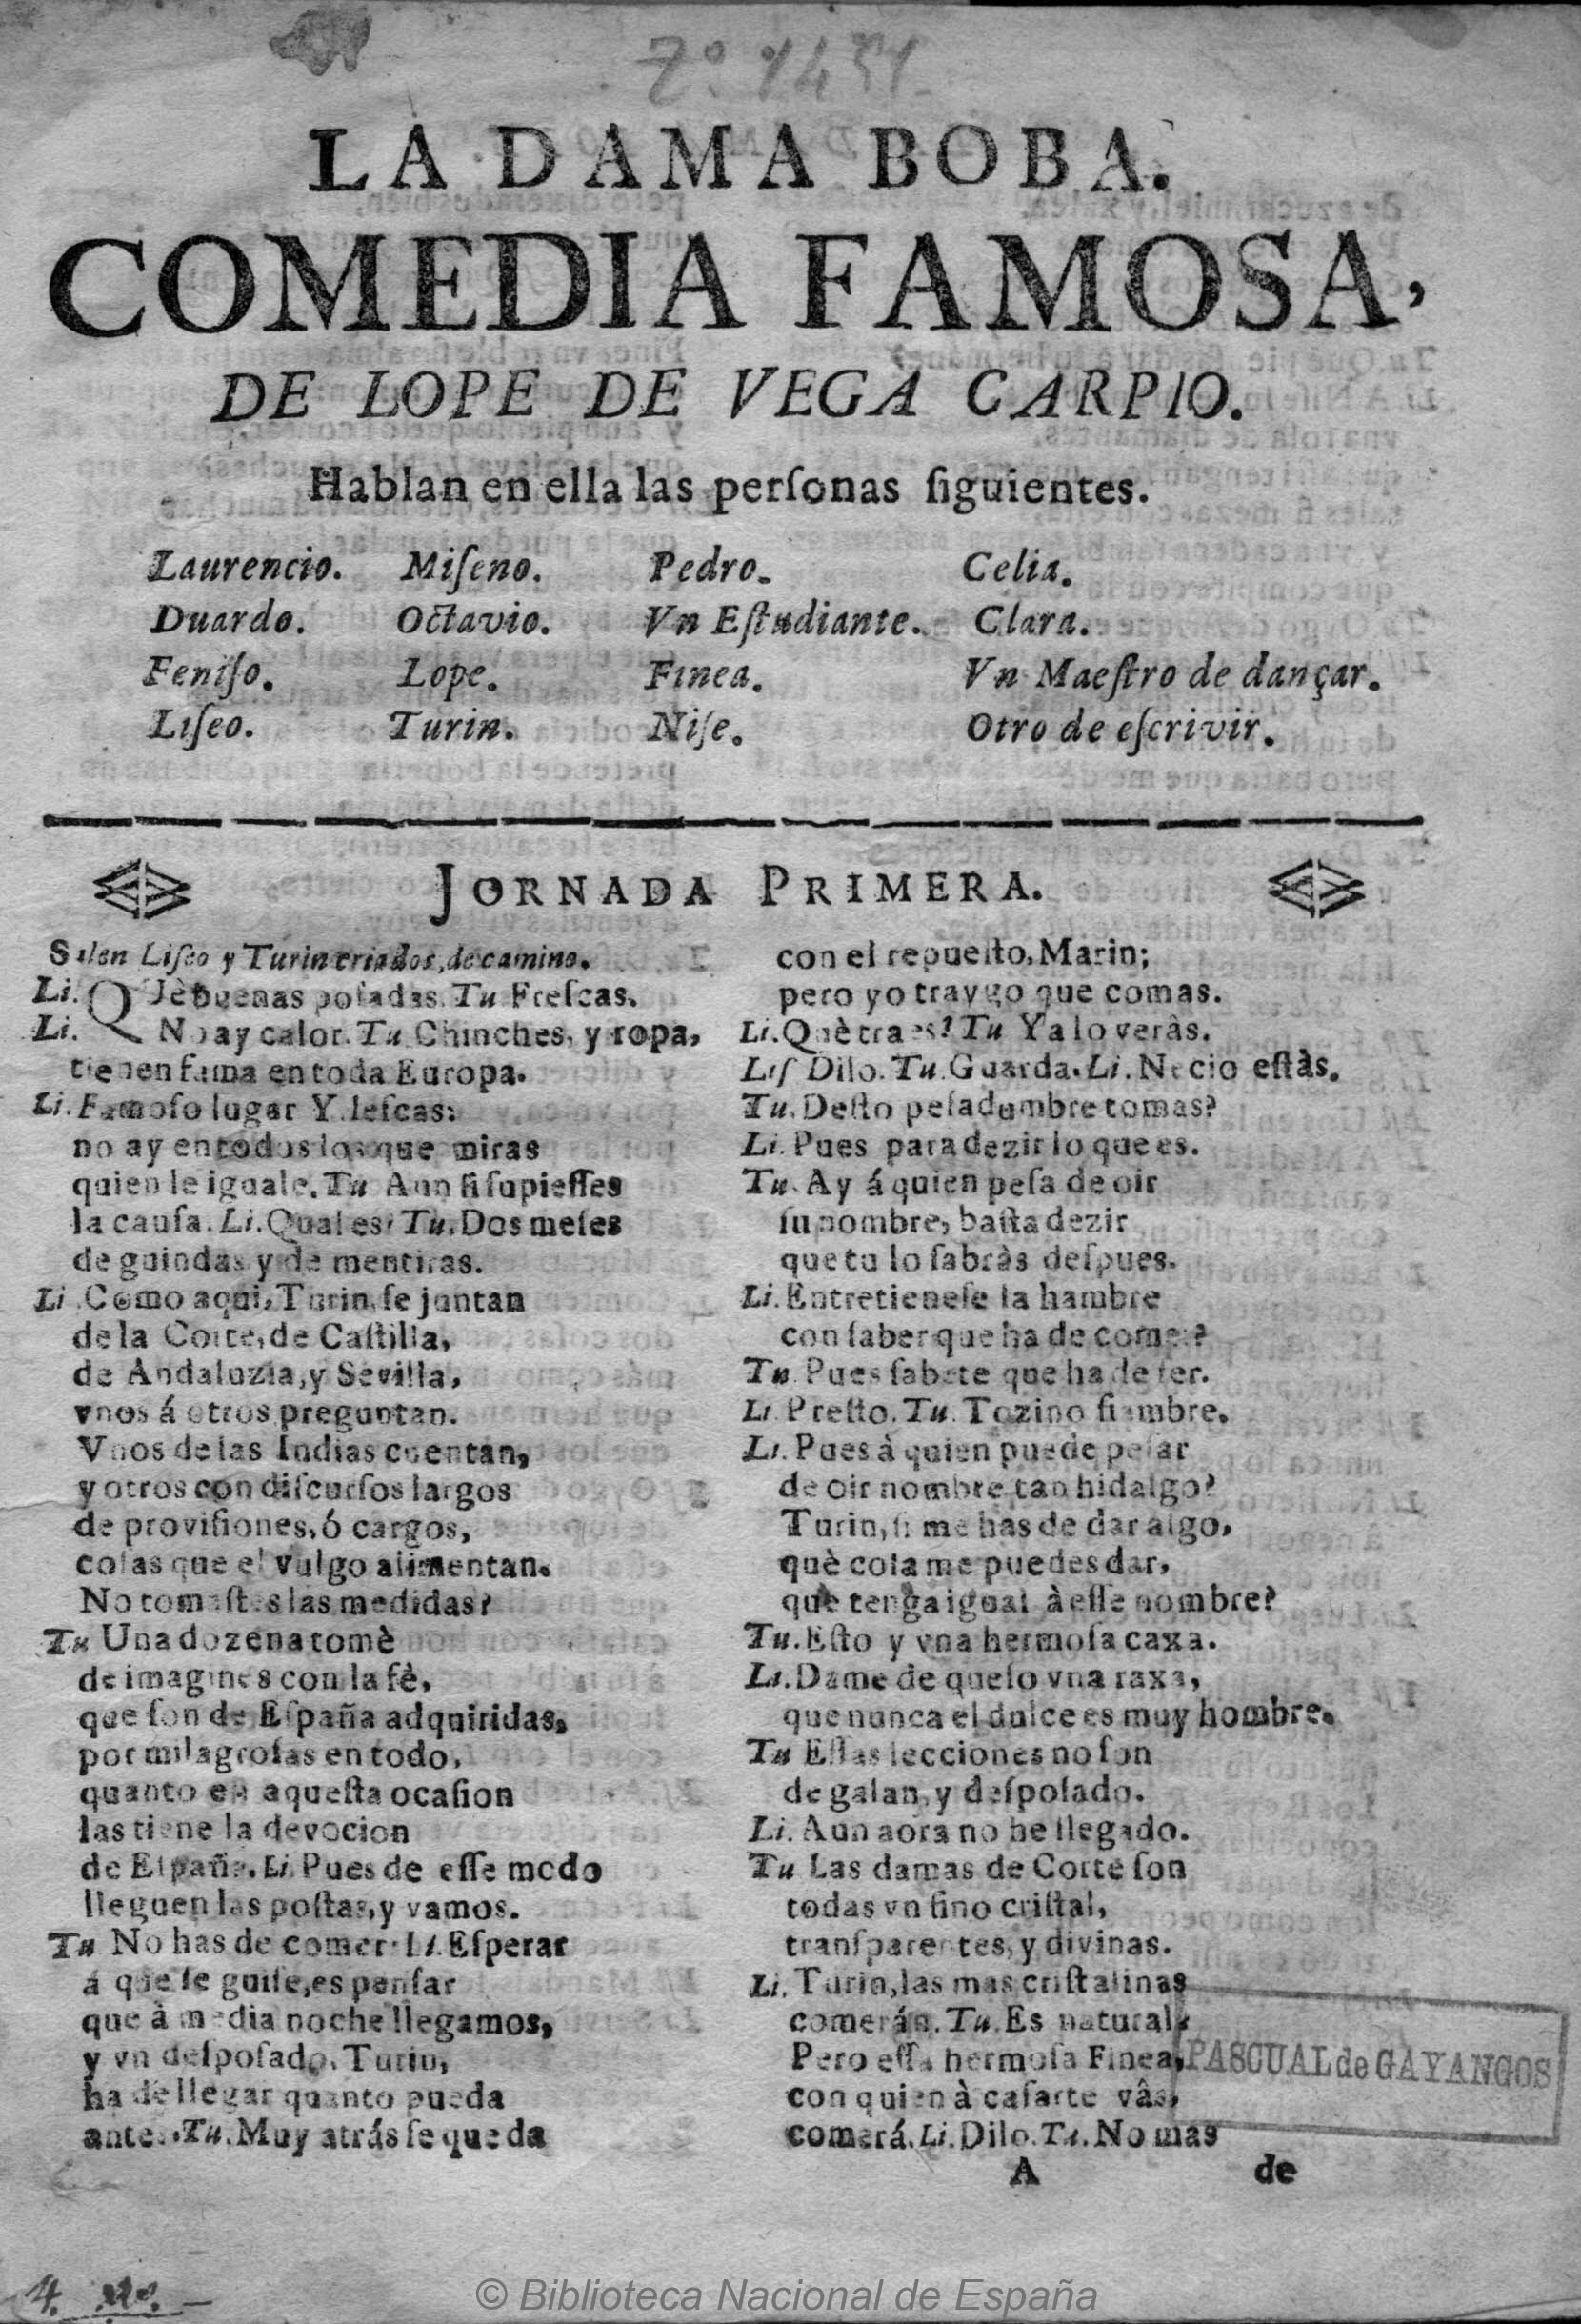 LA DAMA BOBA.
COMEDIA FAMOSA,
DE LOPE DE VEGA CARPIO.
Hablan en ella las perſonas ſiguientes.
Laurencio. Miſeno. Pedro. Celia.
Duardo. Octavio. Vn Eſtudiante. Clara.
Feniſo. Lope. Finea. Vn Maeſtro de dançar.
Liſeo. Turin. Niſe. Otro de eſcrivir.
JORNADA PRIMERA.
Salen Liſeo y Turin criados, de camino.
Li. QUè buenas poſadas. Tu Freſcas.
Li. No ay calor. Tu Chinches, y ropa,
tienen fama en toda Europa.
Li. Famoſo lugar Yleſcas:
no ay en todos los que miras
quien le iguale. Tu Aun ſi ſupieſſes
la cauſa. Li. Qual es? Tu. Dos meſes
de guindas y de mentiras.
Li. Como aqui, Turin, ſe juntan
de la Corte, de Caſtilla,
de Andaluzia, y Sevilla,
vnos á otros preguntan.
Vnos de las Indias cuentan,
y otros con diſcurſos largos
de proviſiones, ó cargos,
coſas que el vulgo alimentan.
No tomaſtes las medidas?
Tu Una dozena tomè
de imagines con la fè,
que ſon de Eſpaña adquiridas,
por milagroſas en todo,
quanto en aqueſta ocaſion
las tiene la devocion
de Eſpaña. Li. Pues de eſſe modo
lleguen las poſtas, y vamos.
Tu No has de comer. Li. Eſperar
á que ſe guiſe, es penſar
que à media noche llegamos,
y vn deſpoſado, Turin,
ha de llegar quanto pueda
antes. Tu. Muy atrás ſe queda
con el repueſto, Marin;
pero yo traygo que comas.
Li. Què traes? Tu Ya lo verâs.
Liſ Dilo. Tu. Guarda. Li. Necio eſtàs.
Tu. Deſto peſadumbre tomas?
Li. Pues para dezir lo que es.
Tu. Ay á quien peſa de oir
ſu nombre, baſta dezir
que tu lo ſabràs deſpues.
Li. Entretieneſe la hambre
con ſaber que ha de comer?
Tu. Pues ſabete que ha de ſer.
Li Preſto. Tu. Tozino fiambre.
Li. Pues à quien puede peſar
de oir nombre tan hidalgo?
Turin, ſi me has de dar algo,
què coſa me puedes dar,
que tenga igual à eſſe nombre?
Tu. Eſto y vna hermoſa caxa.
Li. Dame de queſo vna raxa,
que nunca el dulce es muy hombre.
Tu Eſſas lecciones no ſon
de galan, y deſpoſado.
Li. Aun aora no he llegado.
Tu Las damas de Corte ſon
todas vn fino criſtal,
tranſparentes, y divinas.
Li. Turin, las mas criſtalinas
comerán. Tu. Es natural,
Pero eſſa hermoſa Finea,
con quien à caſarte vâs,
comerá. Li. Dilo. Tu. No mas
A de
PASCUAL de GAYANGOS
© Biblioteca Nacional de España